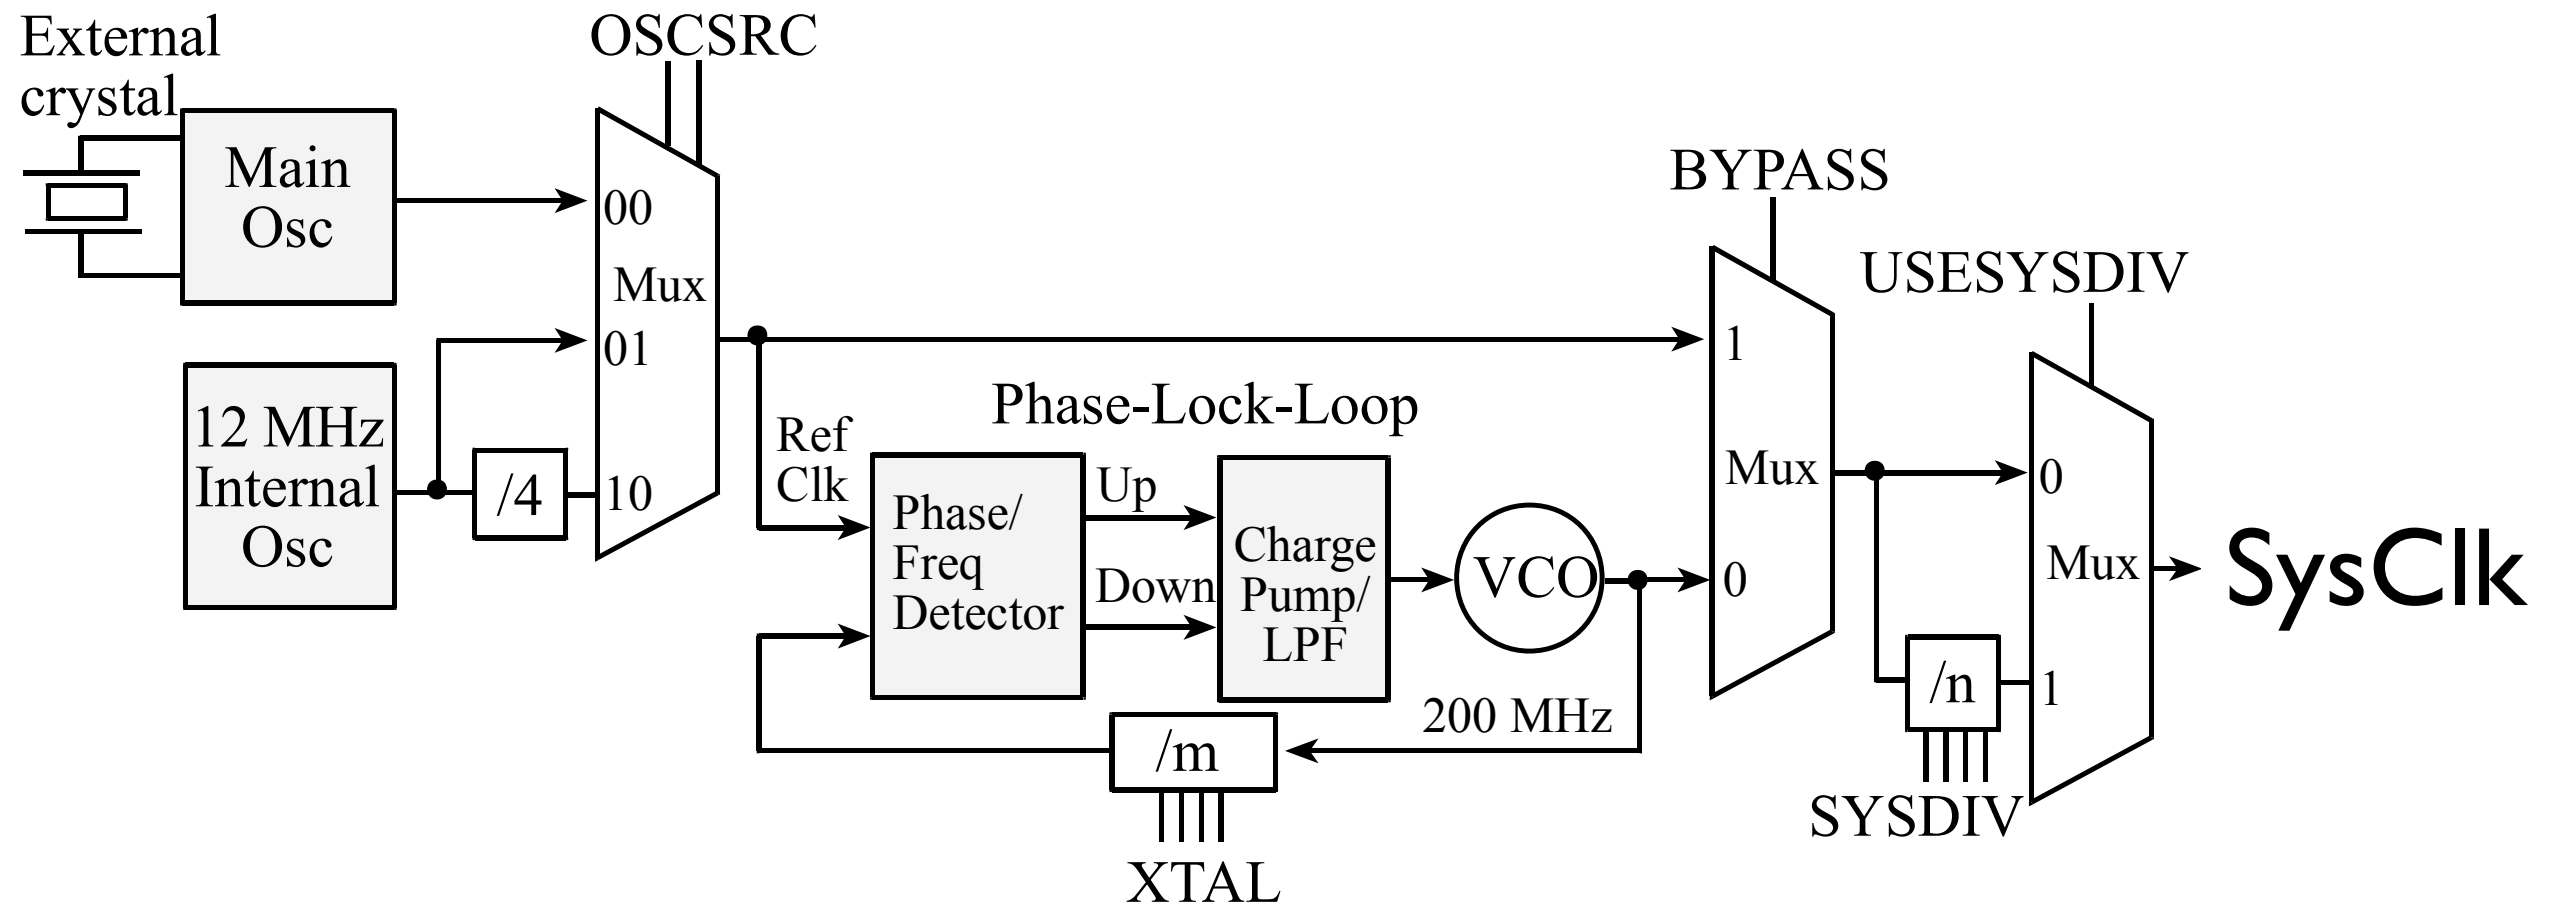 External
crystal
OSCSRC
Main
Osc
00
Mux
01
10
12 MHz
Internal
Osc
/4
BYPASS
1
Mux
0
USESYSDIV
0
Mux
1
SysClk
Phase-Lock-Loop
Ref
Clk
Phase/
Freq
Detector
Up
Down
Charge
Pump/
LPF
VCO
200 MHz
/m
XTAL
/n
SYSDIV